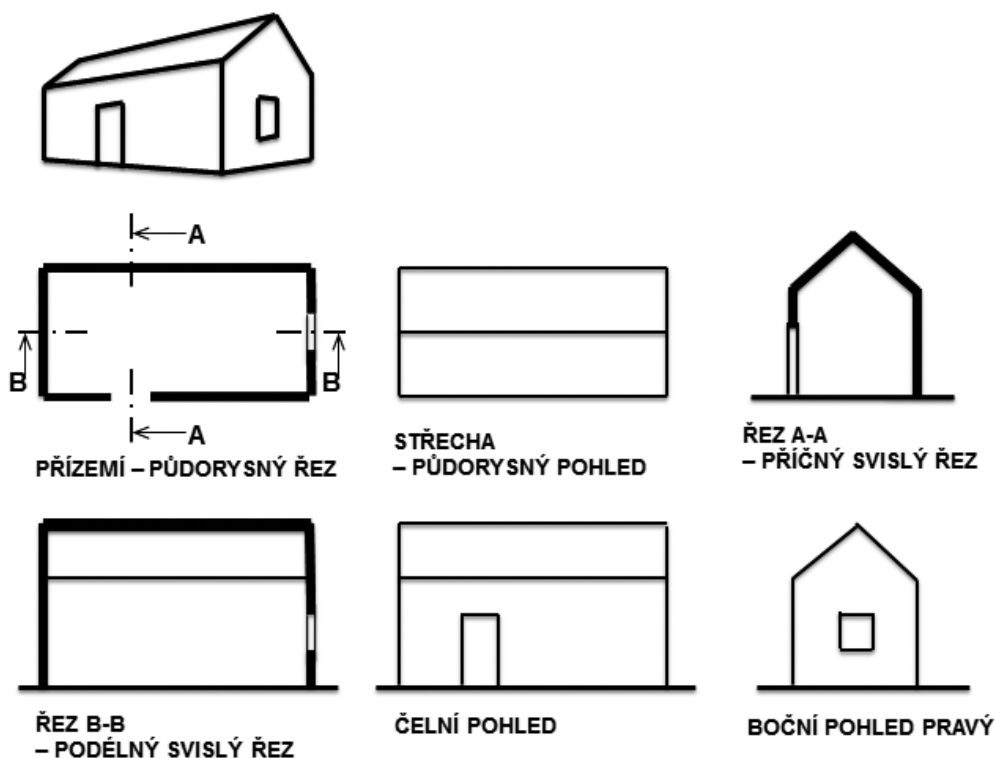 A
B
B
A
PŘÍZEMÍ – PŮDORYSNÝ ŘEZ
STŘECHA
– PŮDORYSNÝ POHLED
ŘEZ A-A
– PŘÍČNÝ SVISLÝ ŘEZ
ŘEZ B-B
– PODÉLNÝ SVISLÝ ŘEZ
ČELNÍ POHLED
BOČNÍ POHLED PRAVÝ